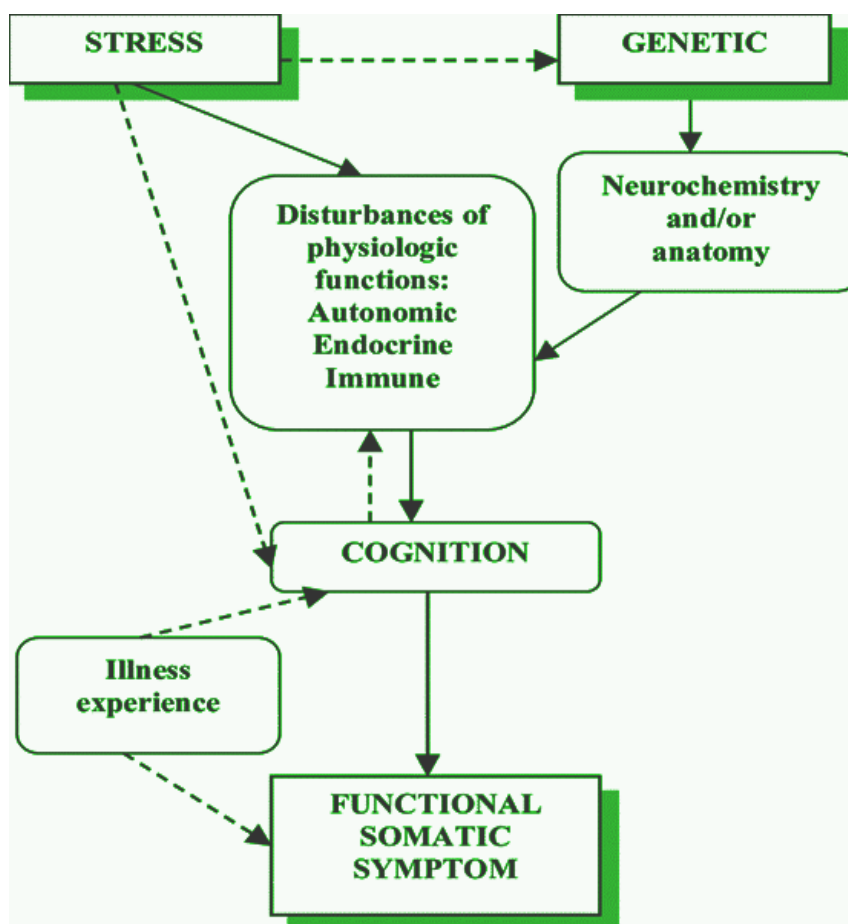 STRESS
GENETIC
Neurochemistry
and/or
anatomy
Disturbances of
physiologic
functions:
Autonomic
Endocrine
Immune
COGNITION
Illness
experience
FUNCTIONAL
SOMATIC
SYMPTOM